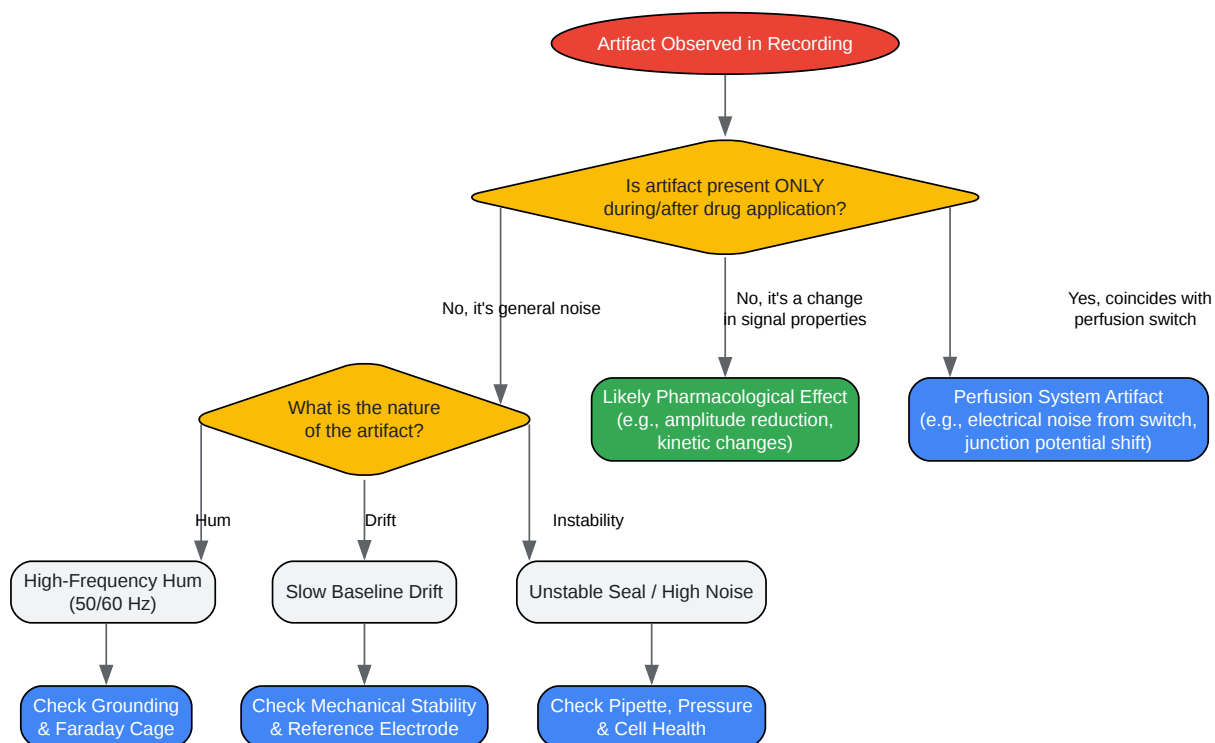 Artifact Observed in Recording
Is artifact present ONLY
during/after drug application?
No, it's general noise
No, it's a change
in signal properties
Yes, coincides with
perfusion switch
What is the nature
of the artifact?
Likely Pharmacological Effect
(e.g., amplitude reduction,
kinetic changes)
Perfusion System Artifact
(e.g., electrical noise from switch,
junction potential shift)
Hum
Drift
Instability
High-Frequency Hum
(50/60 Hz)
Slow Baseline Drift
Unstable Seal / High Noise
Check Grounding
& Faraday Cage
Check Mechanical Stability
& Reference Electrode
Check Pipette, Pressure
& Cell Health